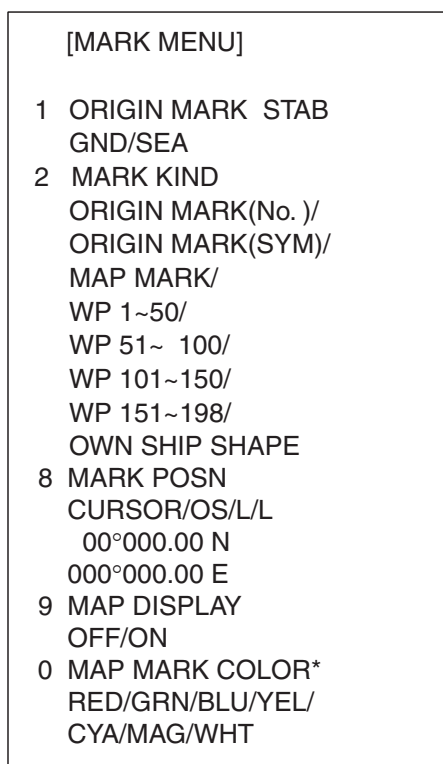 [MARK MENU]
1 ORIGIN MARK STAB
GND/SEA
2 MARK KIND
ORIGIN MARK(No. )/
ORIGIN MARK(SYM)/
MAP MARK/
WP 1~50/
WP 51~ 100/
WP 101~150/
WP 151~198/
OWN SHIP SHAPE
8 MARK POSN
CURSOR/OS/L/L
00°000.00 N
000°000.00 E
9 MAP DISPLAY
OFF/ON
0 MAP MARK COLOR*
RED/GRN/BLU/YEL/
CYA/MAG/WHT